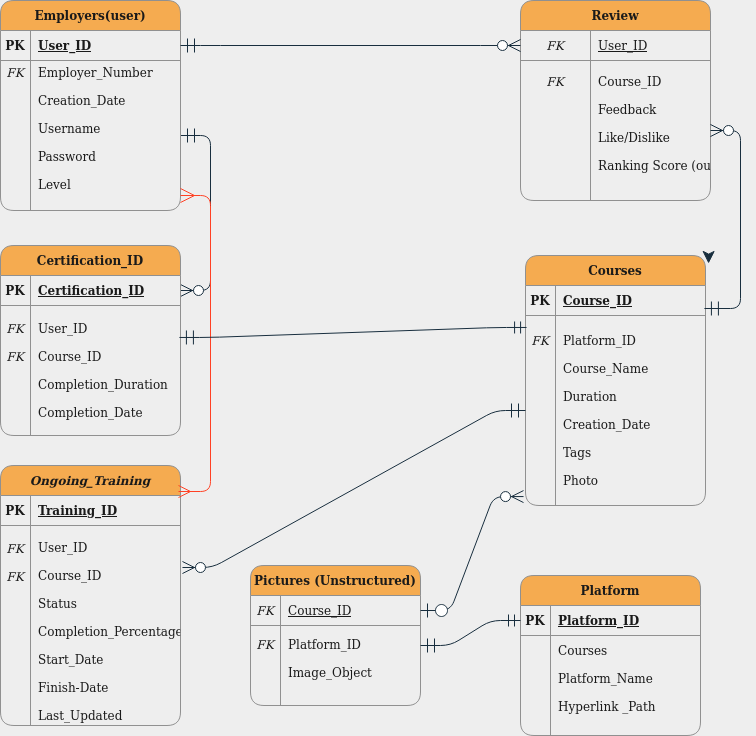 Employers(user)
PK User_ID
FK Employer_Number
Creation_Date
Username
Password
Level
Review
FK User_ID
FK Course_ID
Feedback
Like/Dislike
Ranking Score (ou
Certification_ID
PK Certification_ID
FK User_ID
FK Course_ID
Completion_Duration
Completion_Date
Courses
PK Course_ID
FK Platform_ID
Course_Name
Duration
Creation_Date
Tags
Photo
Ongoing_Training
PK Training_ID
FK User_ID
FK Course_ID
Status
Completion_Percentage
Start_Date
Finish-Date
Last_Updated
Pictures (Unstructured)
FK Course_ID
FK Platform_ID
Image_Object
Platform
PK Platform_ID
Courses
Platform_Name
Hyperlink _Path